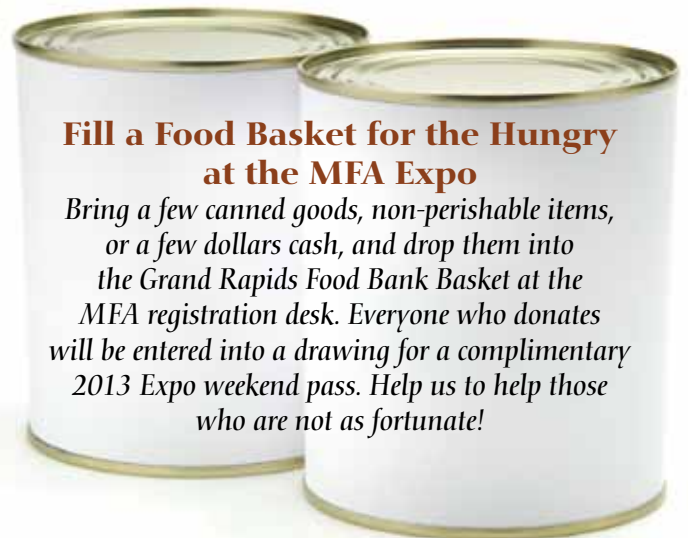 Fill a Food Basket for the Hungry
at the MFA Expo
Bring a few canned goods, non-perishable items,
or a few dollars cash, and drop them into
the Grand Rapids Food Bank Basket at the
MFA registration desk. Everyone who donates
will be entered into a drawing for a complimentary
2013 Expo weekend pass. Help us to help those
who are not as fortunate!